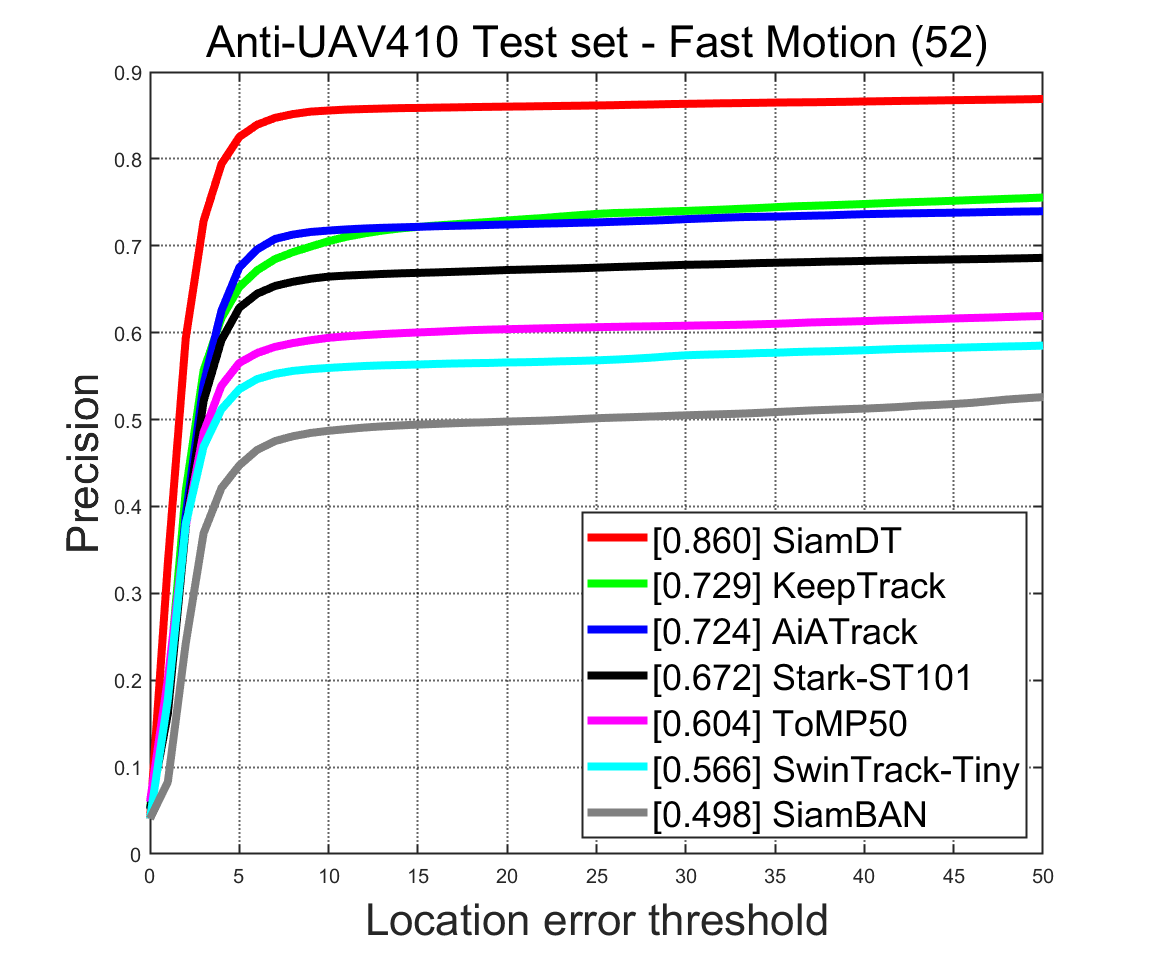 Anti-UAV410 Test set - Fast Motion (52)
0.9
0.8
0.7
0.6
0.5
0.4
0.3
0.2
0.1
0
Precision
[0.860] SiamDT
[0.729] KeepTrack
[0.724] AiATrack
[0.672] Stark-ST101
[0.604] ToMP50
[0.566] SwinTrack-Tiny
[0.498] SiamBAN
0 5 10 15 20 25 30 35 40 45 50
Location error threshold